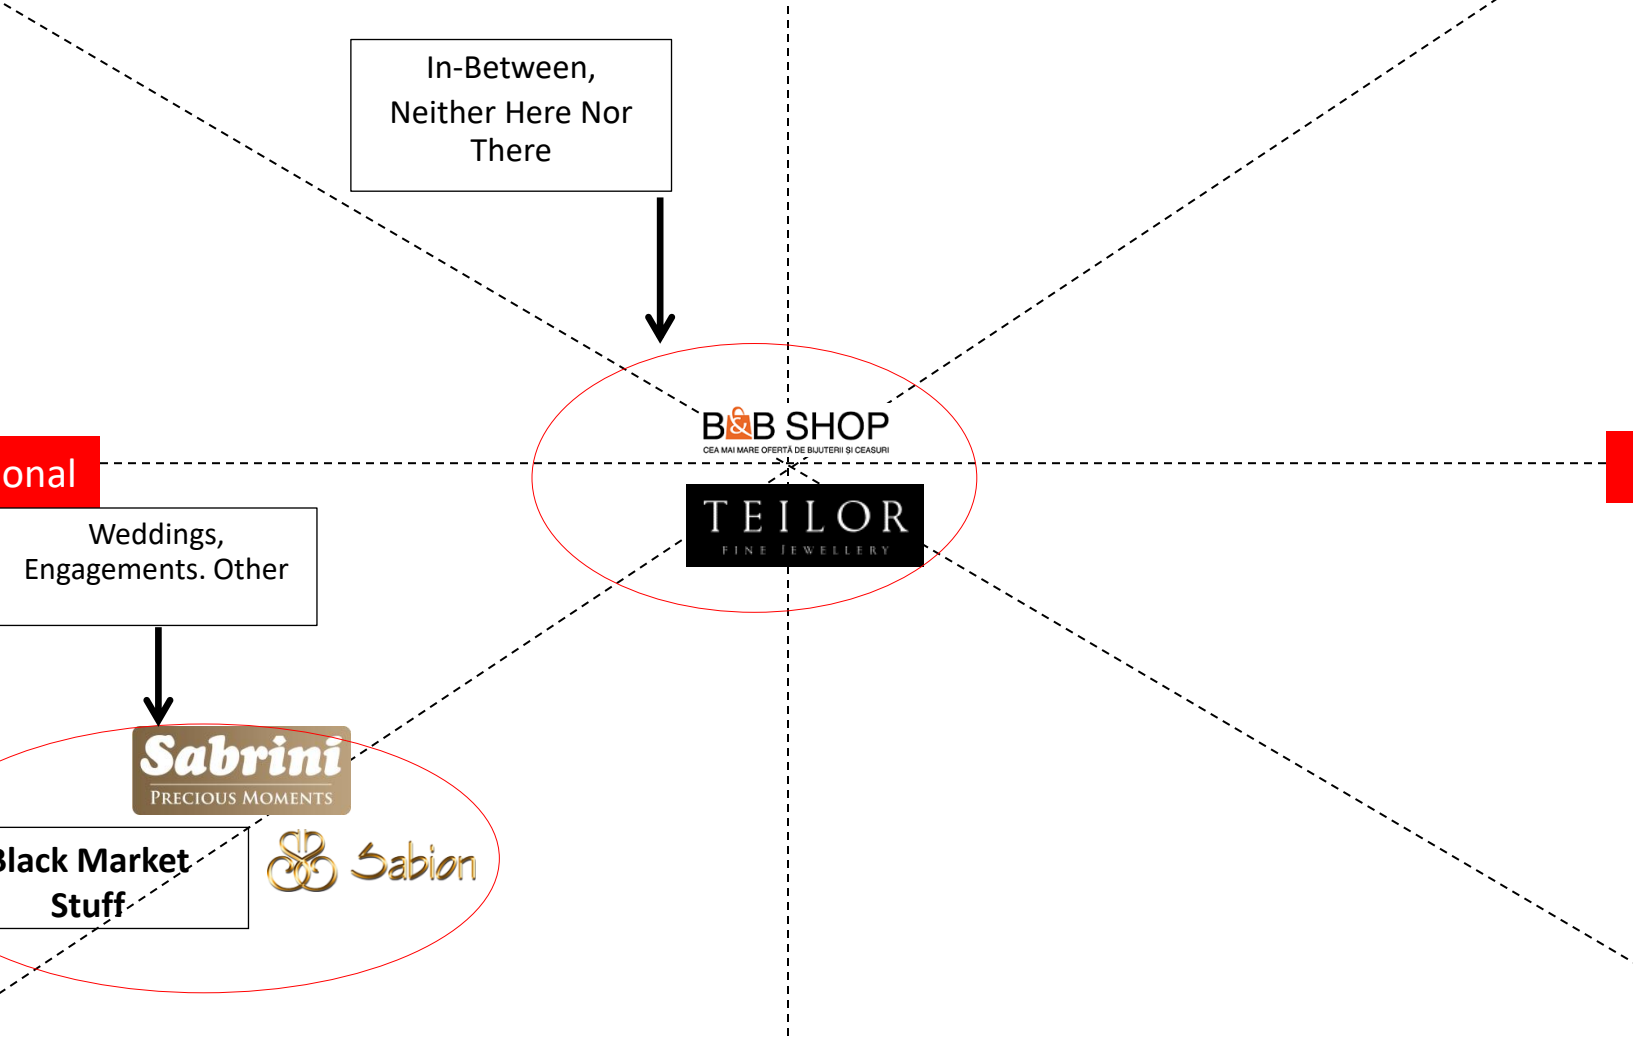 In-Between,
Neither Here Nor
There
B&B SHOP
CEA MAI MARE OFERTĂ DE BIJUTERII ȘI CEASURI
onal
TEILOR
FINE JEWELLERY
Weddings,
Engagements. Other
Sabrini
PRECIOUS MOMENTS
Black Market
Stuff
Sabion